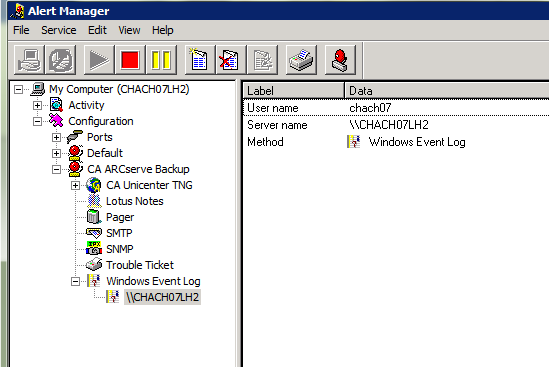 Alert Manager
File Service Edit View Help
My Computer (CHACH07LH2)
Activity
Configuration
Ports
Default
CA ARCserve Backup
CA Unicenter TNG
Lotus Notes
Pager
SMTP
SNMP
Trouble Ticket
Windows Event Log
\\CHACH07LH2
Label Data
User name chach07
Server name \\CHACH07LH2
Method Windows Event Log